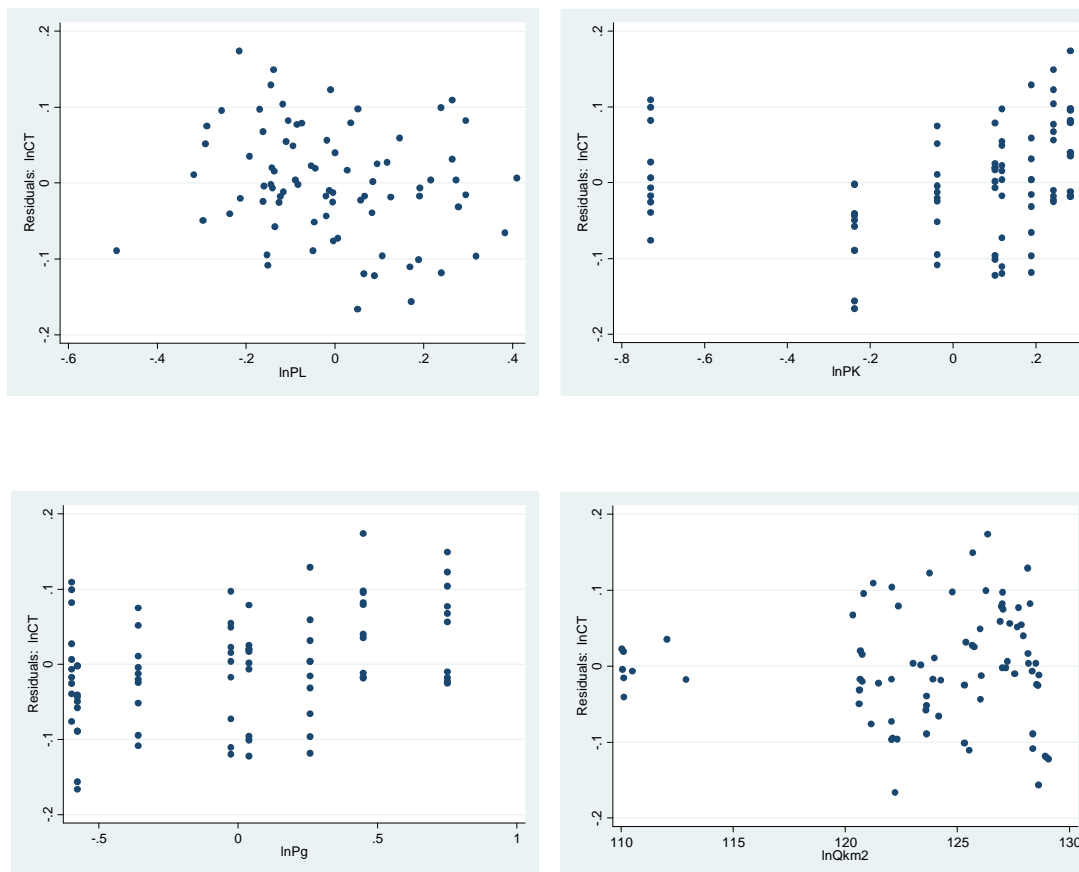 .2
.1
0
-.1
-.2
Residuals: lnCT
-.6 -.4 -.2 0 .2 .4
lnPL
.2
.1
0
-.1
-.2
Residuals: lnCT
-.8 -.6 -.4 -.2 0 .2
lnPK
.2
.1
0
-.1
-.2
Residuals: lnCT
-.5 0 .5 1
lnPg
.2
.1
0
-.1
-.2
Residuals: lnCT
110 115 120 125 130
lnQkm2